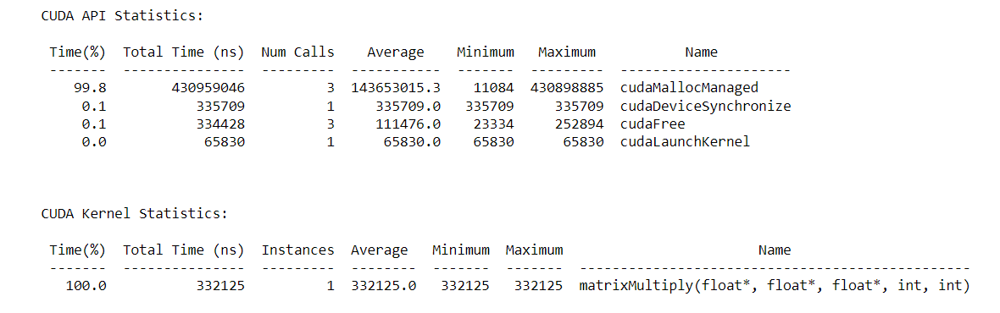 CUDA API Statistics:
Time(%) Total Time (ns) Num Calls Average Minimum Maximum Name
------- --------------- --------- ----------- ------- --------- ---------------------
99.8 430959046 3 143653015.3 11084 430898885 cudaMallocManaged
0.1 335709 1 335709.0 335709 335709 cudaDeviceSynchronize
0.1 334428 3 111476.0 23334 252894 cudaFree
0.0 65830 1 65830.0 65830 65830 cudaLaunchKernel
CUDA Kernel Statistics:
Time(%) Total Time (ns) Instances Average Minimum Maximum Name
------- --------------- --------- -------- ------- ------- ------------------------------------------------
100.0 332125 1 332125.0 332125 332125 matrixMultiply(float*, float*, float*, int, int)